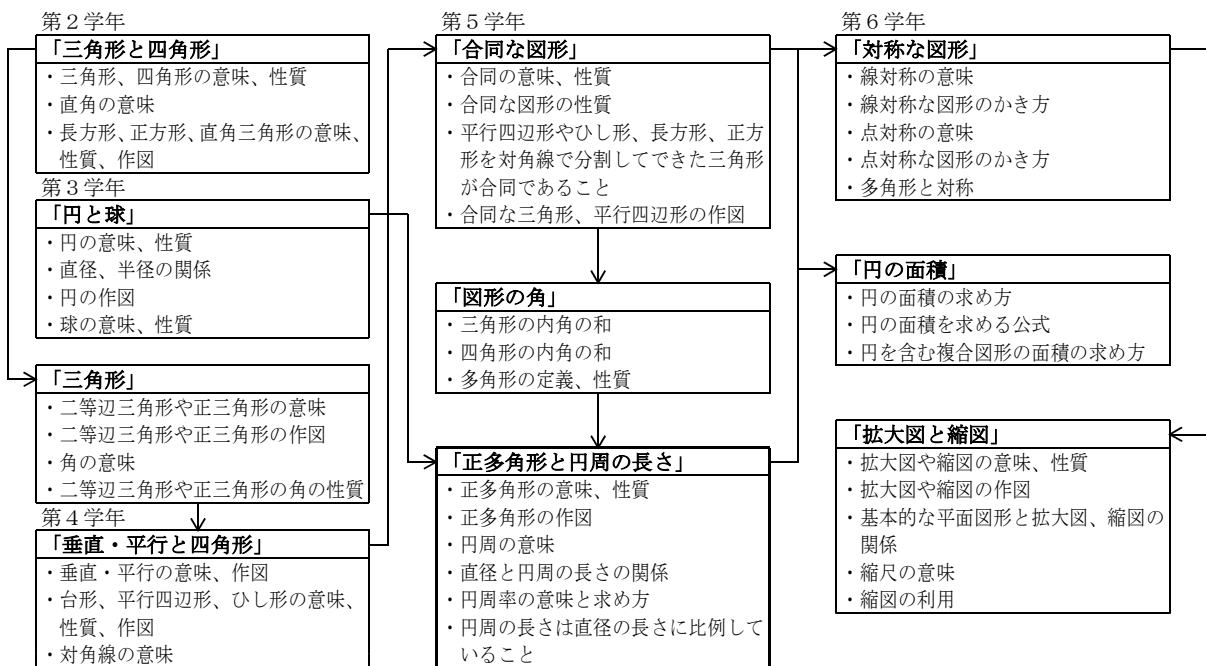 第２学年
「三角形と四角形」
・三角形、四角形の意味、性質
・直角の意味
・長方形、正方形、直角三角形の意味、
性質、作図
第３学年
「円と球」
・円の意味、性質
・直径、半径の関係
・円の作図
・球の意味、性質
「三角形」
・二等辺三角形や正三角形の意味
・二等辺三角形や正三角形の作図
・角の意味
・二等辺三角形や正三角形の角の性質
第４学年
「垂直・平行と四角形」
・垂直・平行の意味、作図
・台形、平行四辺形、ひし形の意味、
性質、作図
・対角線の意味
第５学年
「合同な図形」
・合同の意味、性質
・合同な図形の性質
・平行四辺形やひし形、長方形、正方
形を対角線で分割してできた三角形
が合同であること
・合同な三角形、平行四辺形の作図
「図形の角」
・三角形の内角の和
・四角形の内角の和
・多角形の定義、性質
「正多角形と円周の長さ」
・正多角形の意味、性質
・正多角形の作図
・円周の意味
・直径と円周の長さの関係
・円周率の意味と求め方
・円周の長さは直径の長さに比例して
いること
第６学年
「対称な図形」
・線対称の意味
・線対称な図形のかき方
・点対称の意味
・点対称な図形のかき方
・多角形と対称
「円の面積」
・円の面積の求め方
・円の面積を求める公式
・円を含む複合図形の面積の求め方
「拡大図と縮図」
・拡大図や縮図の意味、性質
・拡大図や縮図の作図
・基本的な平面図形と拡大図、縮図の
関係
・縮尺の意味
・縮図の利用